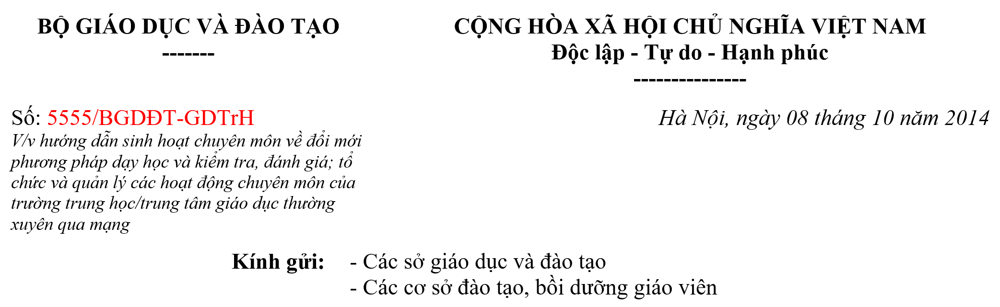 BỘ GIÁO DỤC VÀ ĐÀO TẠO
-------
CỘNG HÒA XÃ HỘI CHỦ NGHĨA VIỆT NAM
Độc lập - Tự do - Hạnh phúc
---------------
Số: 5555/BGDĐT-GDTrH
V/v hướng dẫn sinh hoạt chuyên môn về đổi mới
phương pháp dạy học và kiểm tra, đánh giá; tổ
chức và quản lý các hoạt động chuyên môn của
trường trung học/trung tâm giáo dục thường
xuyên qua mạng
Hà Nội, ngày 08 tháng 10 năm 2014
Kính gửi: - Các sở giáo dục và đào tạo
- Các cơ sở đào tạo, bồi dưỡng giáo viên